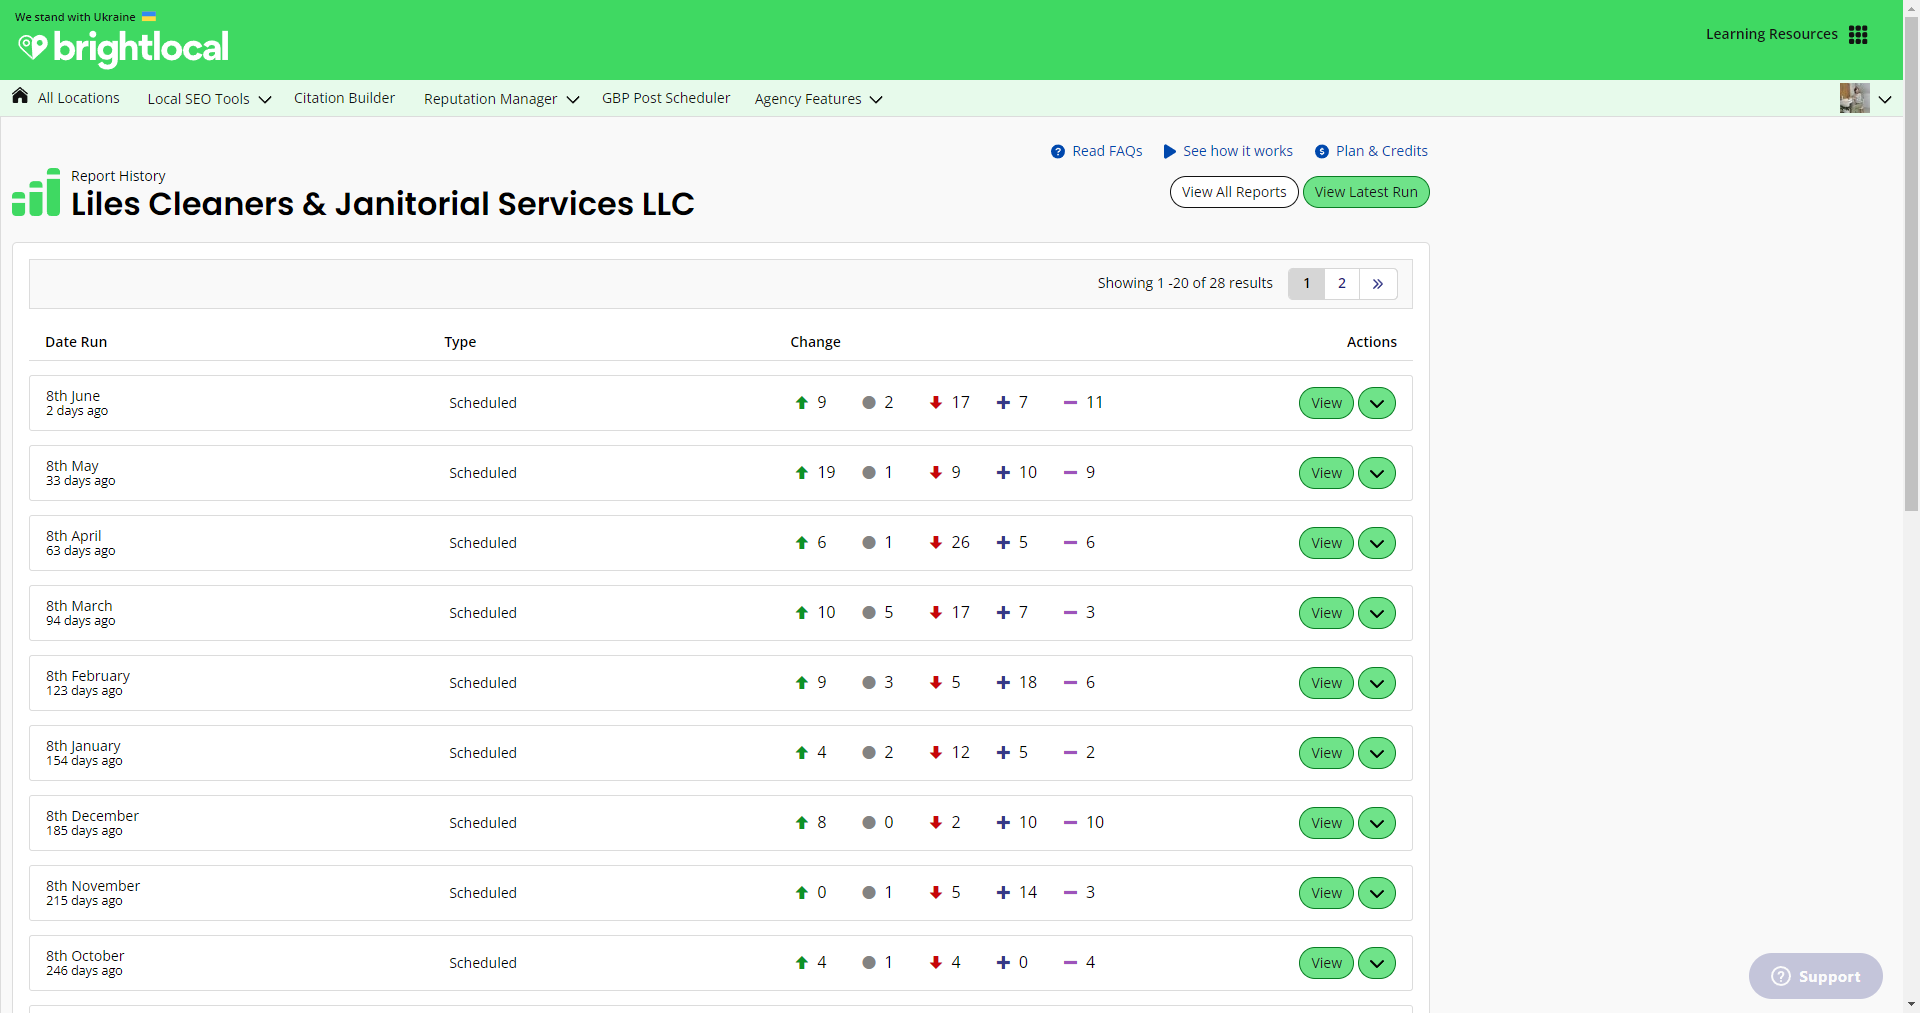 We stand with Ukraine
brightlocal
Learning Resources
All Locations Local SEO Tools Citation Builder Reputation Manager GBP Post Scheduler Agency Features
Read FAQs See how it works Plan & Credits
Report History
Liles Cleaners & Janitorial Services LLC
View All Reports View Latest Run
Showing 1 -20 of 28 results 1 2 »
Date Run Type Change Actions
8th June
2 days ago
Scheduled 9 2 17 7 11 View
8th May
33 days ago
Scheduled 19 1 9 10 9 View
8th April
63 days ago
Scheduled 6 1 26 5 6 View
8th March
94 days ago
Scheduled 10 5 17 7 3 View
8th February
123 days ago
Scheduled 9 3 5 18 6 View
8th January
154 days ago
Scheduled 4 2 12 5 2 View
8th December
185 days ago
Scheduled 8 0 2 10 10 View
8th November
215 days ago
Scheduled 0 1 5 14 3 View
8th October
246 days ago
Scheduled 4 1 4 0 4 View
Support